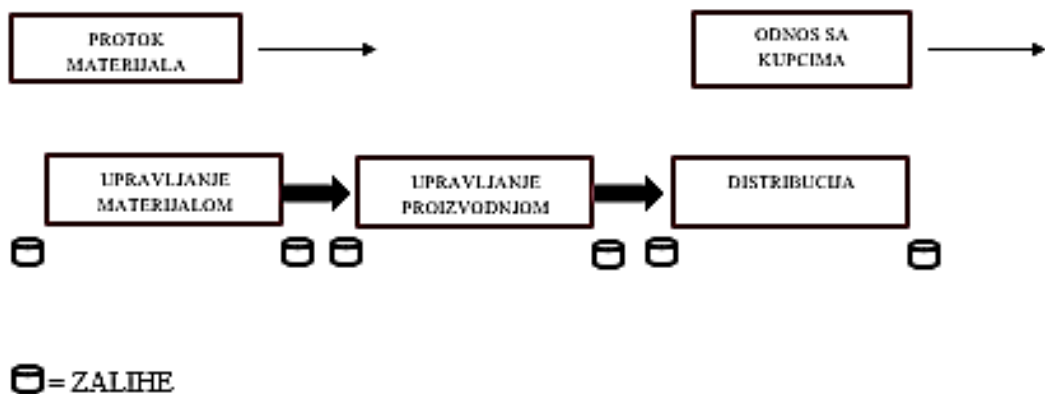 PROTOK
MATERIJALA
ODNOS SA
KUPCIMA
UPRAVLJANJE
MATERIJALOM
UPRAVLJANJE
PROIZVODNJOM
DISTRIBUCIJA
= ZALIHE